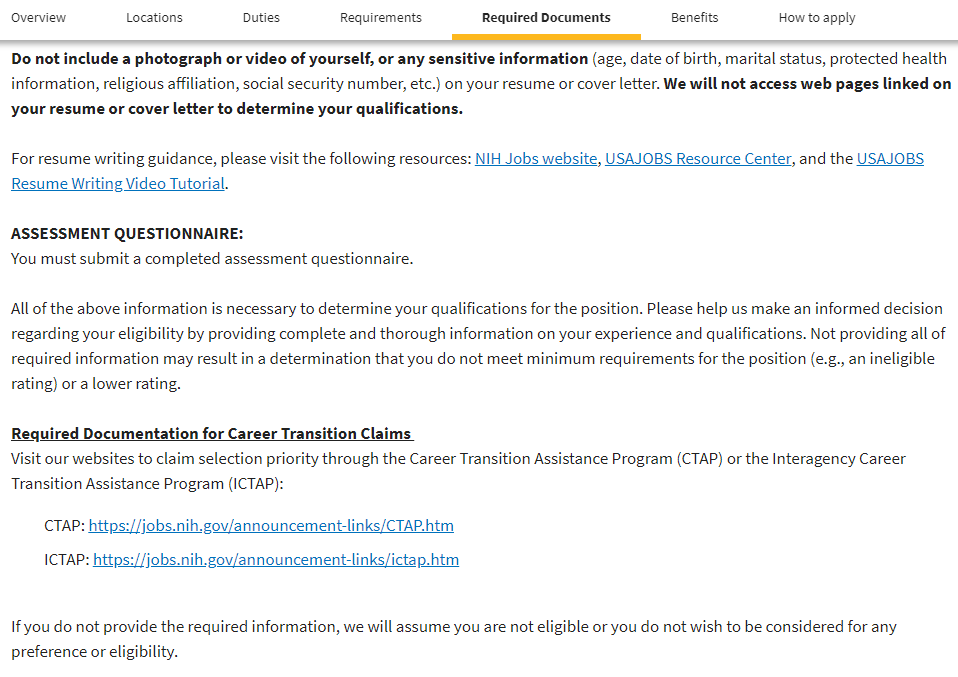 Overview Locations Duties Requirements Required Documents Benefits How to apply
Do not include a photograph or video of yourself, or any sensitive information (age, date of birth, marital status, protected health
information, religious affiliation, social security number, etc.) on your resume or cover letter. We will not access web pages linked on
your resume or cover letter to determine your qualifications.
For resume writing guidance, please visit the following resources: NIH Jobs website, USAJOBS Resource Center, and the USAJOBS
Resume Writing Video Tutorial.
ASSESSMENT QUESTIONNAIRE:
You must submit a completed assessment questionnaire.
All of the above information is necessary to determine your qualifications for the position. Please help us make an informed decision
regarding your eligibility by providing complete and thorough information on your experience and qualifications. Not providing all of
required information may result in a determination that you do not meet minimum requirements for the position (e.g., an ineligible
rating) or a lower rating.
Required Documentation for Career Transition Claims
Visit our websites to claim selection priority through the Career Transition Assistance Program (CTAP) or the Interagency Career
Transition Assistance Program (ICTAP):
CTAP: https://jobs.nih.gov/announcement-links/CTAP.htm
ICTAP: https://jobs.nih.gov/announcement-links/ictap.htm
If you do not provide the required information, we will assume you are not eligible or you do not wish to be considered for any
preference or eligibility.